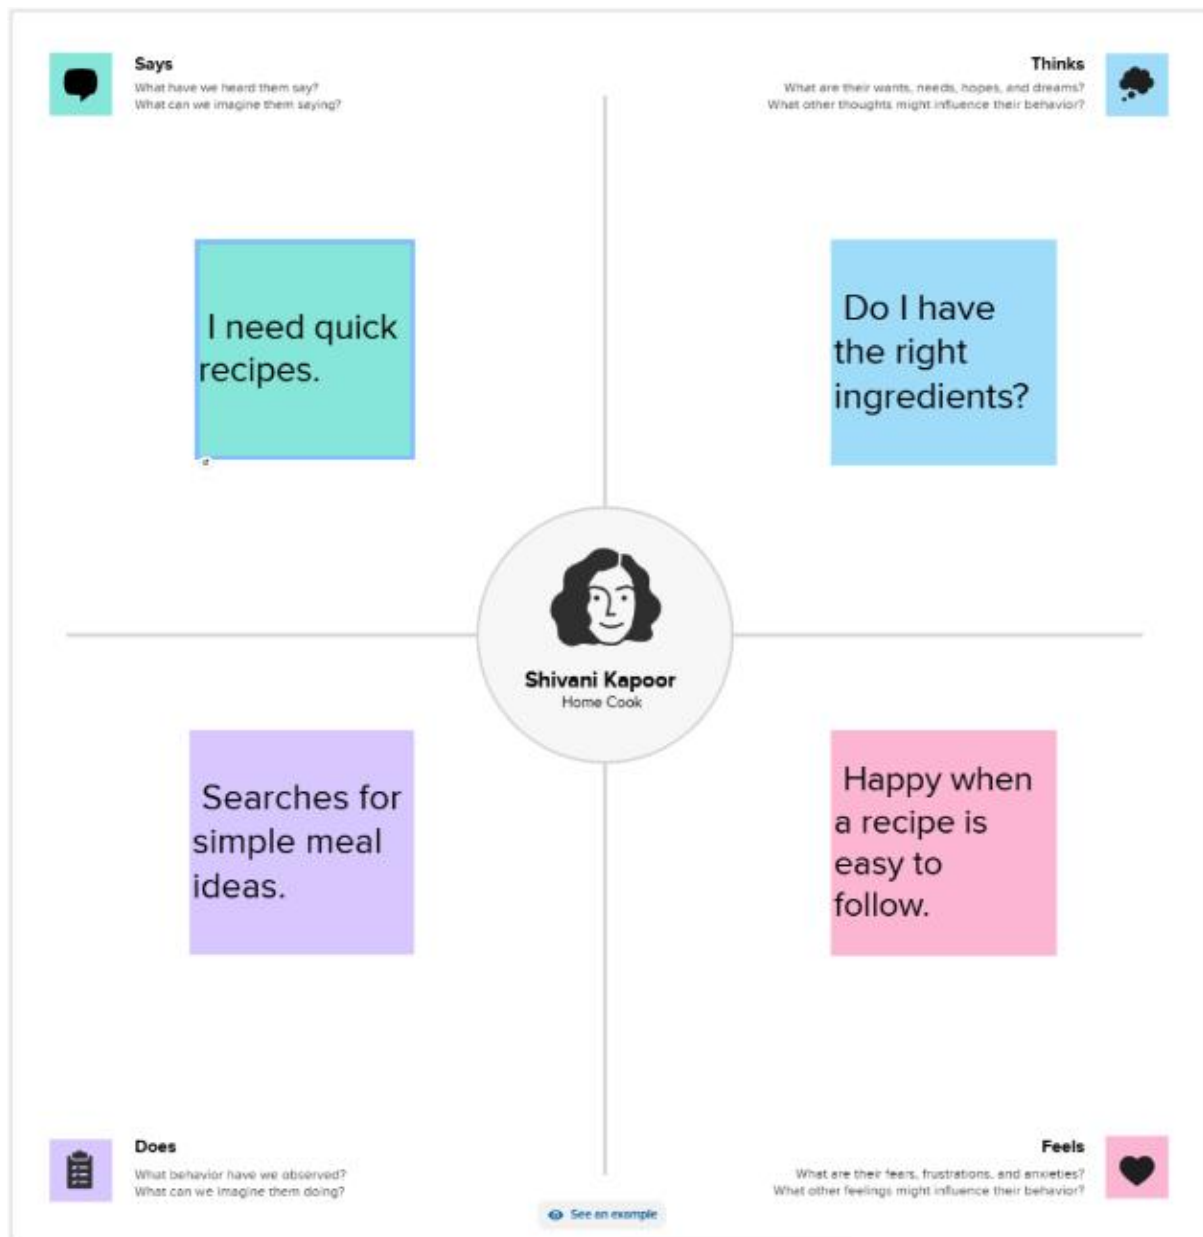 Says
What have we heard them say?
What can we imagine them saying?
Thinks
What are their wants, needs, hopes, and dreams?
What other thoughts might influence their behavior?
I need quick
recipes.
Do I have
the right
ingredients?
Shivani Kapoor
Home Cook
Searches for
simple meal
ideas.
Happy when
a recipe is
easy to
follow.
Does
What behavior have we observed?
What can we imagine them doing?
Feels
What are their fears, frustrations, and anxieties?
What other feelings might influence their behavior?
See an example